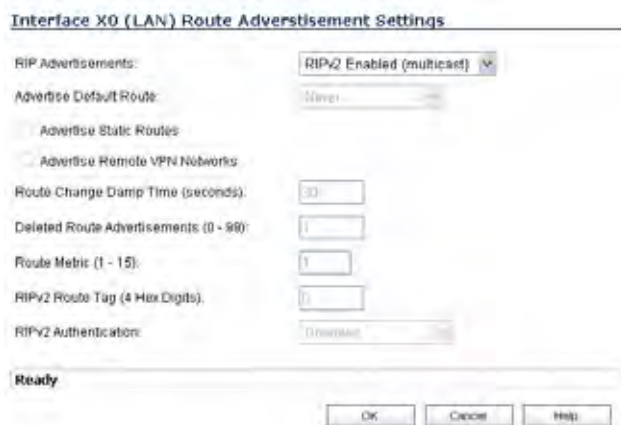 Interface X0 (LAN) Route Adverstisement Settings
RIP Advertisements: RIPv2 Enabled (multicast)
Advertise Default Route: Never
Advertise Static Routes
Advertise Remote VPN Networks
Route Change Damp Time (seconds): 30
Deleted Route Advertisements (0 - 99): 1
Route Metric (1 - 15): 1
RIPv2 Route Tag (4 Hex Digits): 0
RIPv2 Authentication: Disabled
Ready
OK Cancel Help